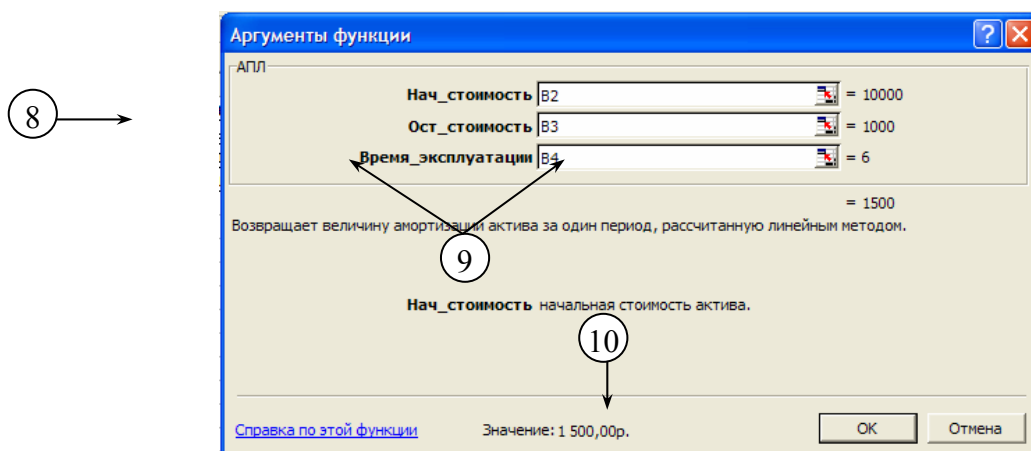 Аргументы функции
АПЛ
Нач_стоимость B2 = 10000
8
Ост_стоимость B3 = 1000
Время_эксплуатации B4 = 6
= 1500
Возвращает величину амортизации актива за один период, рассчитанную линейным методом.
9
Нач_стоимость начальная стоимость актива.
10
Справка по этой функции Значение: 1 500,00р. OK Отмена